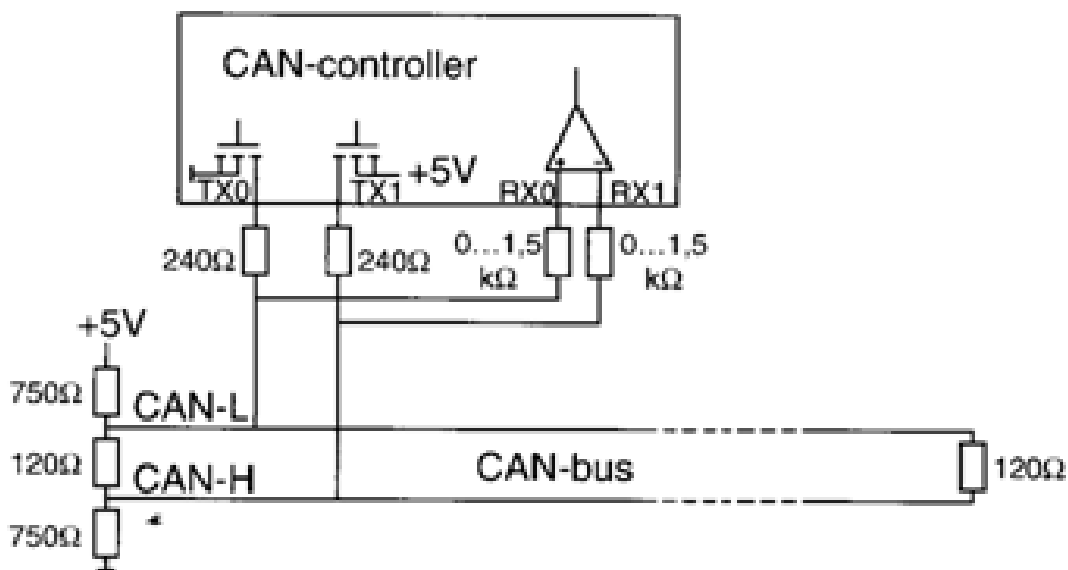 CAN-controller
+5V
TX0
TX1
RX0
RX1
240Ω
240Ω
0...1,5
kΩ
0...1,5
kΩ
+5V
750Ω
CAN-L
120Ω
CAN-H
CAN-bus
120Ω
750Ω